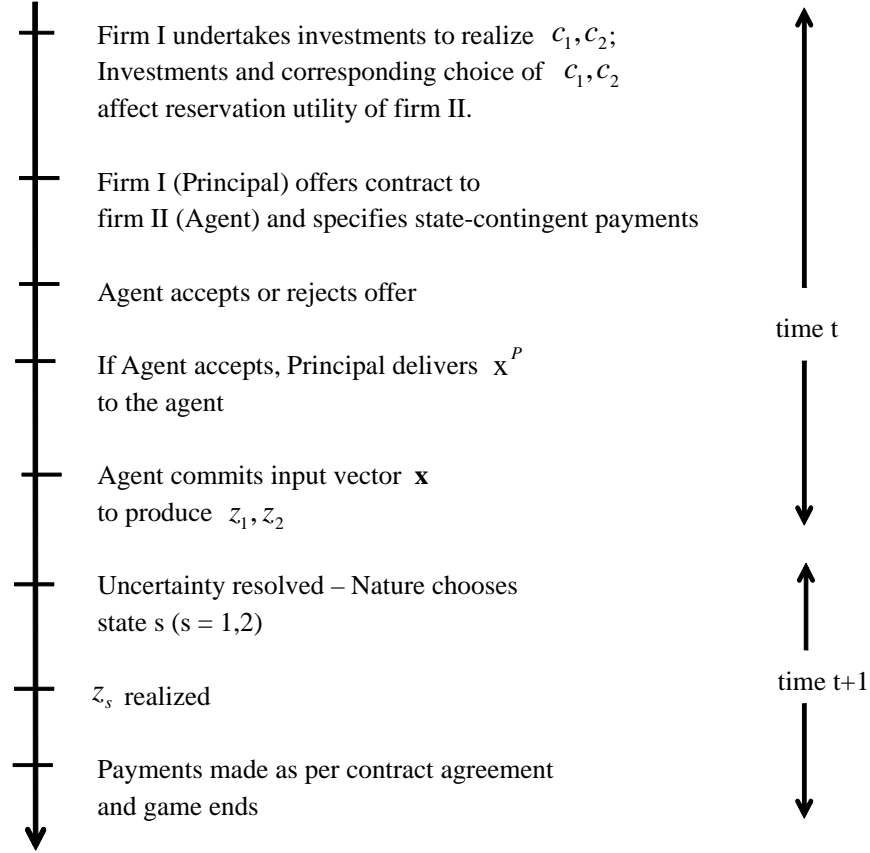 Firm I undertakes investments to realize c₁,c₂;
Investments and corresponding choice of c₁,c₂
affect reservation utility of firm II.
Firm I (Principal) offers contract to
firm II (Agent) and specifies state-contingent payments
Agent accepts or rejects offer
time t
If Agent accepts, Principal delivers xᴾ
to the agent
Agent commits input vector x
to produce z₁,z₂
Uncertainty resolved – Nature chooses
state s (s = 1,2)
time t+1
zₛ realized
Payments made as per contract agreement
and game ends